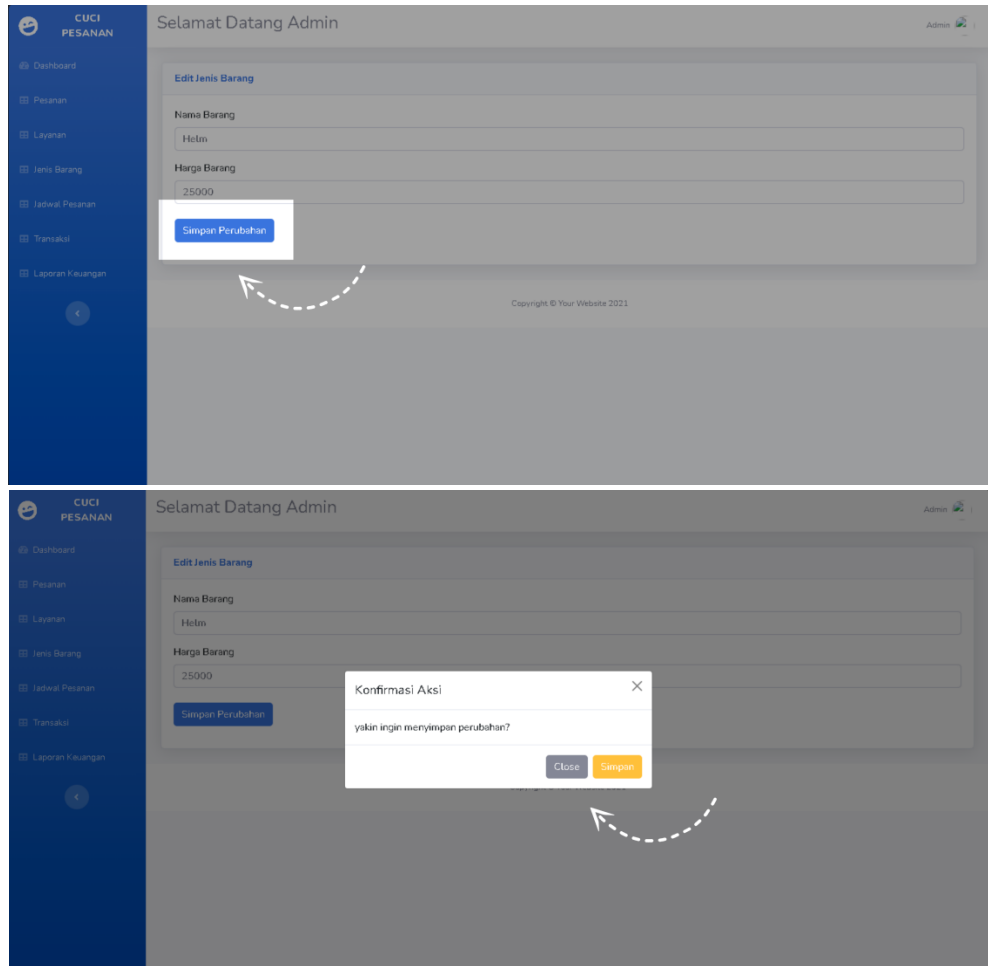 CUCI
PESANAN
Selamat Datang Admin
Admin
Dashboard
Pesanan
Layanan
Jenis Barang
Jadwal Pesanan
Transaksi
Laporan Keuangan
Edit Jenis Barang
Nama Barang
Helm
Harga Barang
25000
Simpan Perubahan
Copyright © Your Website 2021
CUCI
PESANAN
Selamat Datang Admin
Admin
Dashboard
Pesanan
Layanan
Jenis Barang
Jadwal Pesanan
Transaksi
Laporan Keuangan
Edit Jenis Barang
Nama Barang
Helm
Harga Barang
25000
Simpan Perubahan
Konfirmasi Aksi
yakin ingin menyimpan perubahan?
Close Simpan